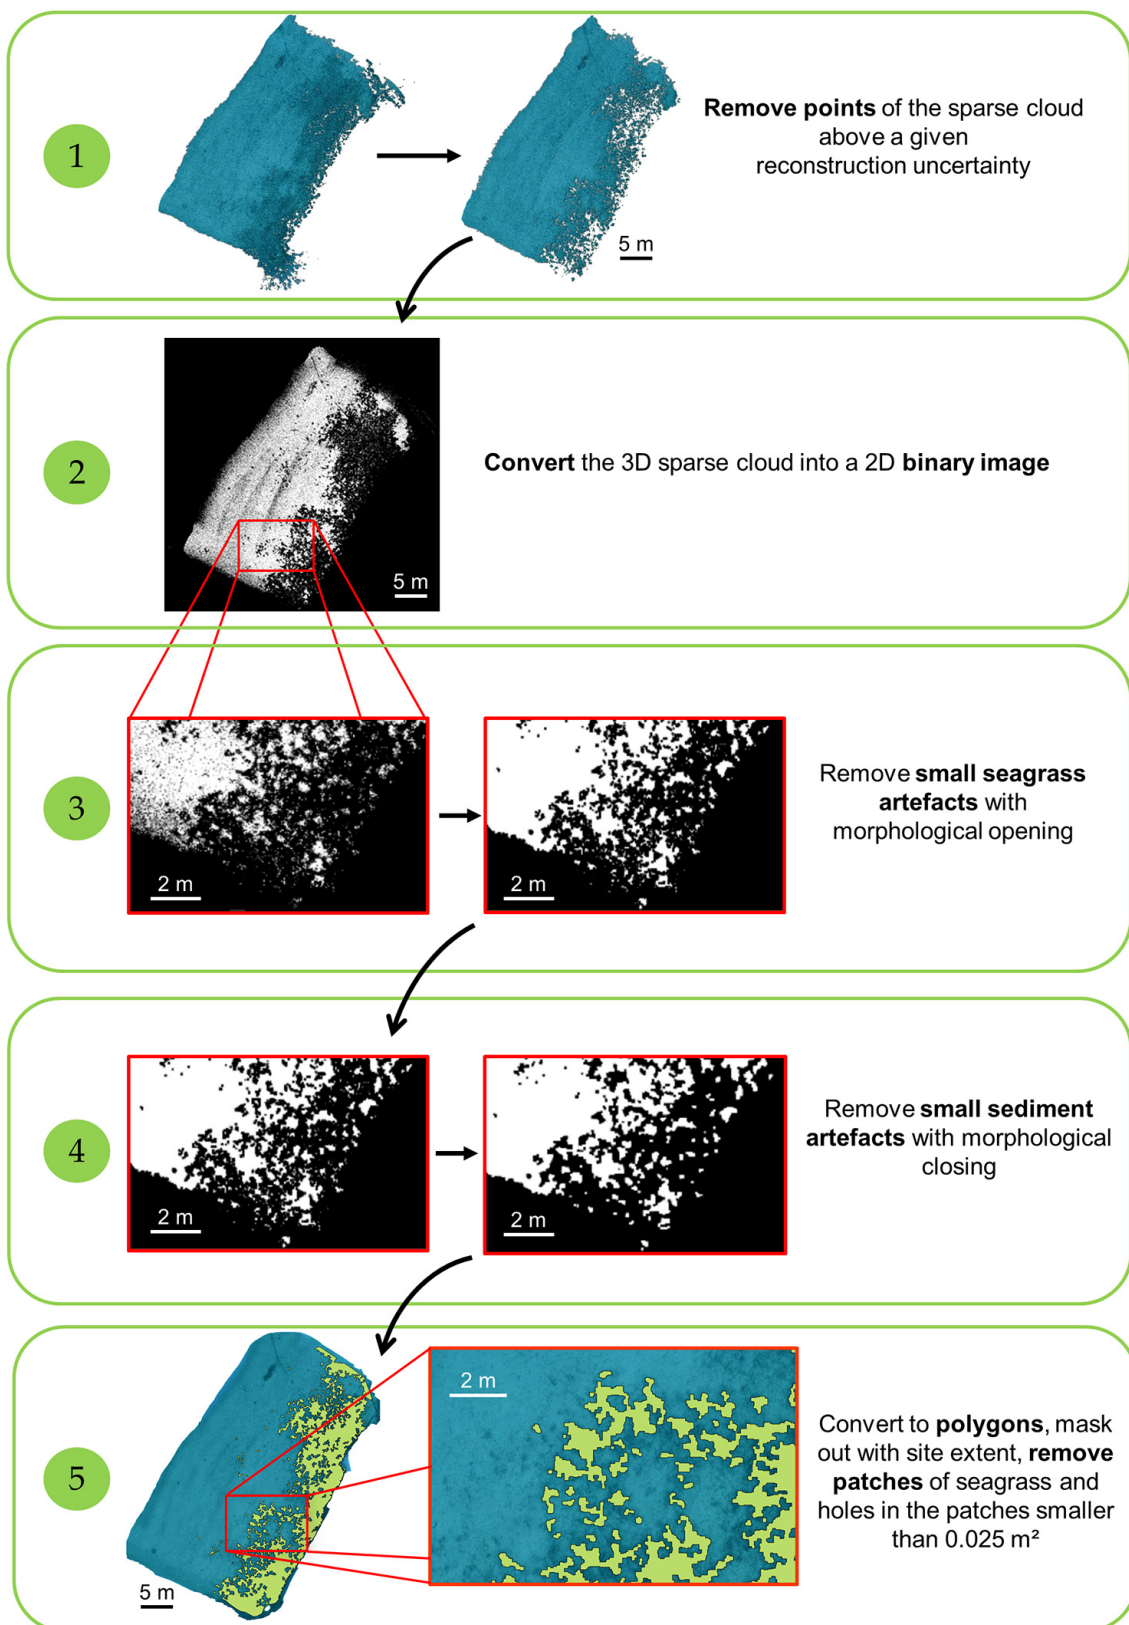 1
Remove points of the sparse cloud
above a given
reconstruction uncertainty
5 m
2
Convert the 3D sparse cloud into a 2D binary image
5 m
3
Remove small seagrass
artefacts with
morphological opening
2 m
2 m
4
Remove small sediment
artefacts with morphological
closing
2 m
2 m
5
2 m
Convert to polygons, mask
out with site extent, remove
patches of seagrass and
holes in the patches smaller
than 0.025 m²
5 m